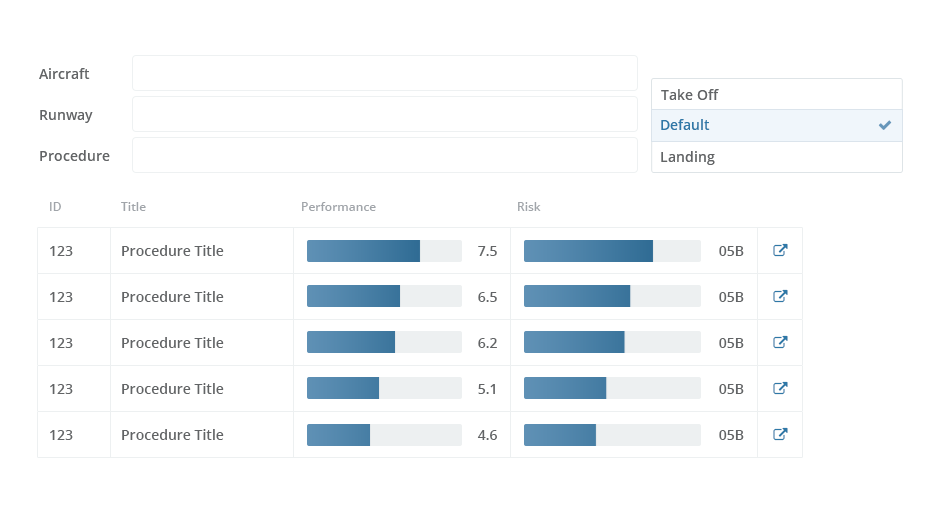 Aircraft
Take Off
Runway
Default
Procedure
Landing
ID Title Performance Risk
123 Procedure Title 7.5 05B
123 Procedure Title 6.5 05B
123 Procedure Title 6.2 05B
123 Procedure Title 5.1 05B
123 Procedure Title 4.6 05B